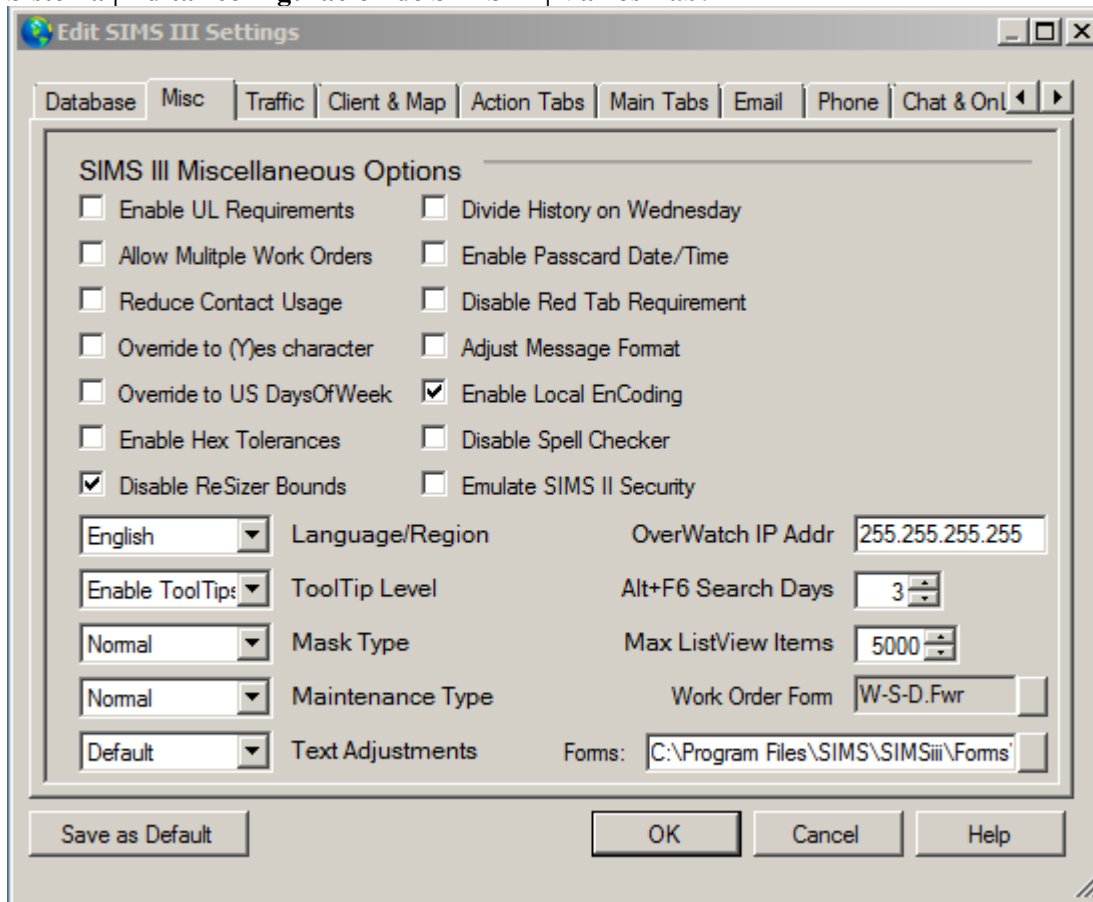 Edit SIMS III Settings
Database Misc Traffic Client & Map Action Tabs Main Tabs Email Phone Chat & OnL
SIMS III Miscellaneous Options
Enable UL Requirements Divide History on Wednesday
Allow Mulitple Work Orders Enable Passcard Date/Time
Reduce Contact Usage Disable Red Tab Requirement
Override to (Y)es character Adjust Message Format
Override to US DaysOfWeek Enable Local EnCoding
Enable Hex Tolerances Disable Spell Checker
Disable ReSizer Bounds Emulate SIMS II Security
English Language/Region OverWatch IP Addr 255.255.255.255
Enable ToolTips ToolTip Level Alt+F6 Search Days 3
Normal Mask Type Max ListView Items 5000
Normal Maintenance Type Work Order Form W-S-D.Fwr
Default Text Adjustments Forms: C:\Program Files\SIMS\SIMSiii\Forms\
Save as Default OK Cancel Help